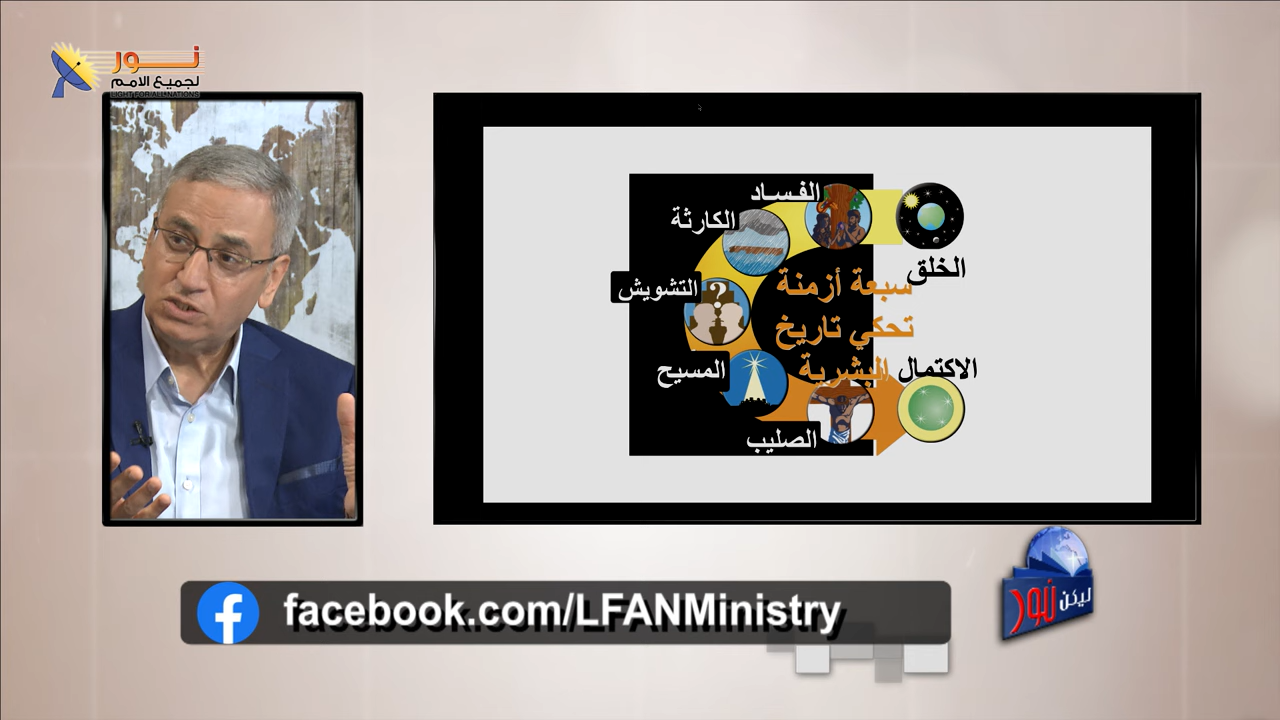 نور
لجميع الامم
LIGHT FOR ALL NATIONS
الفساد
الكارثة
الخلق
التشويش
سبعة أزمنة
تحكي تاريخ
البشرية
المسيح
الاكتمال
الصليب
?
facebook.com/LFANMinistry
ليكن نور